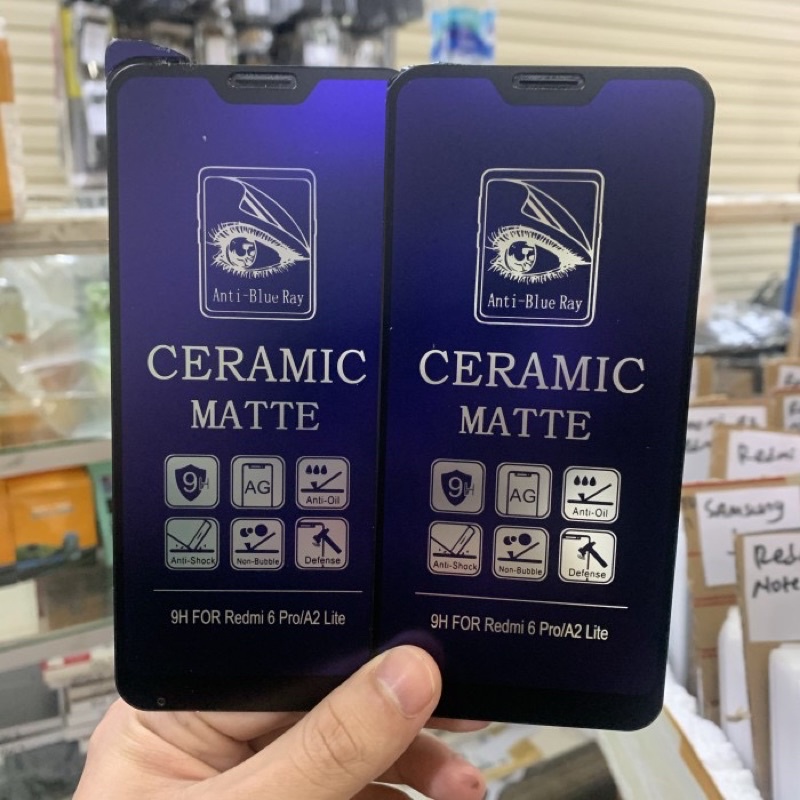 Anti-Blue Ray
CERAMIC
MATTE
9H
AG
Anti-Oil
Anti-Shock
Non-Bubble
Defense
9H FOR Redmi 6 Pro/A2 Lite
Anti-Blue Ray
CERAMIC
MATTE
9H
AG
Anti-Oil
Anti-Shock
Non-Bubble
Defense
9H FOR Redmi 6 Pro/A2 Lite
Redmi
Samsung
Note